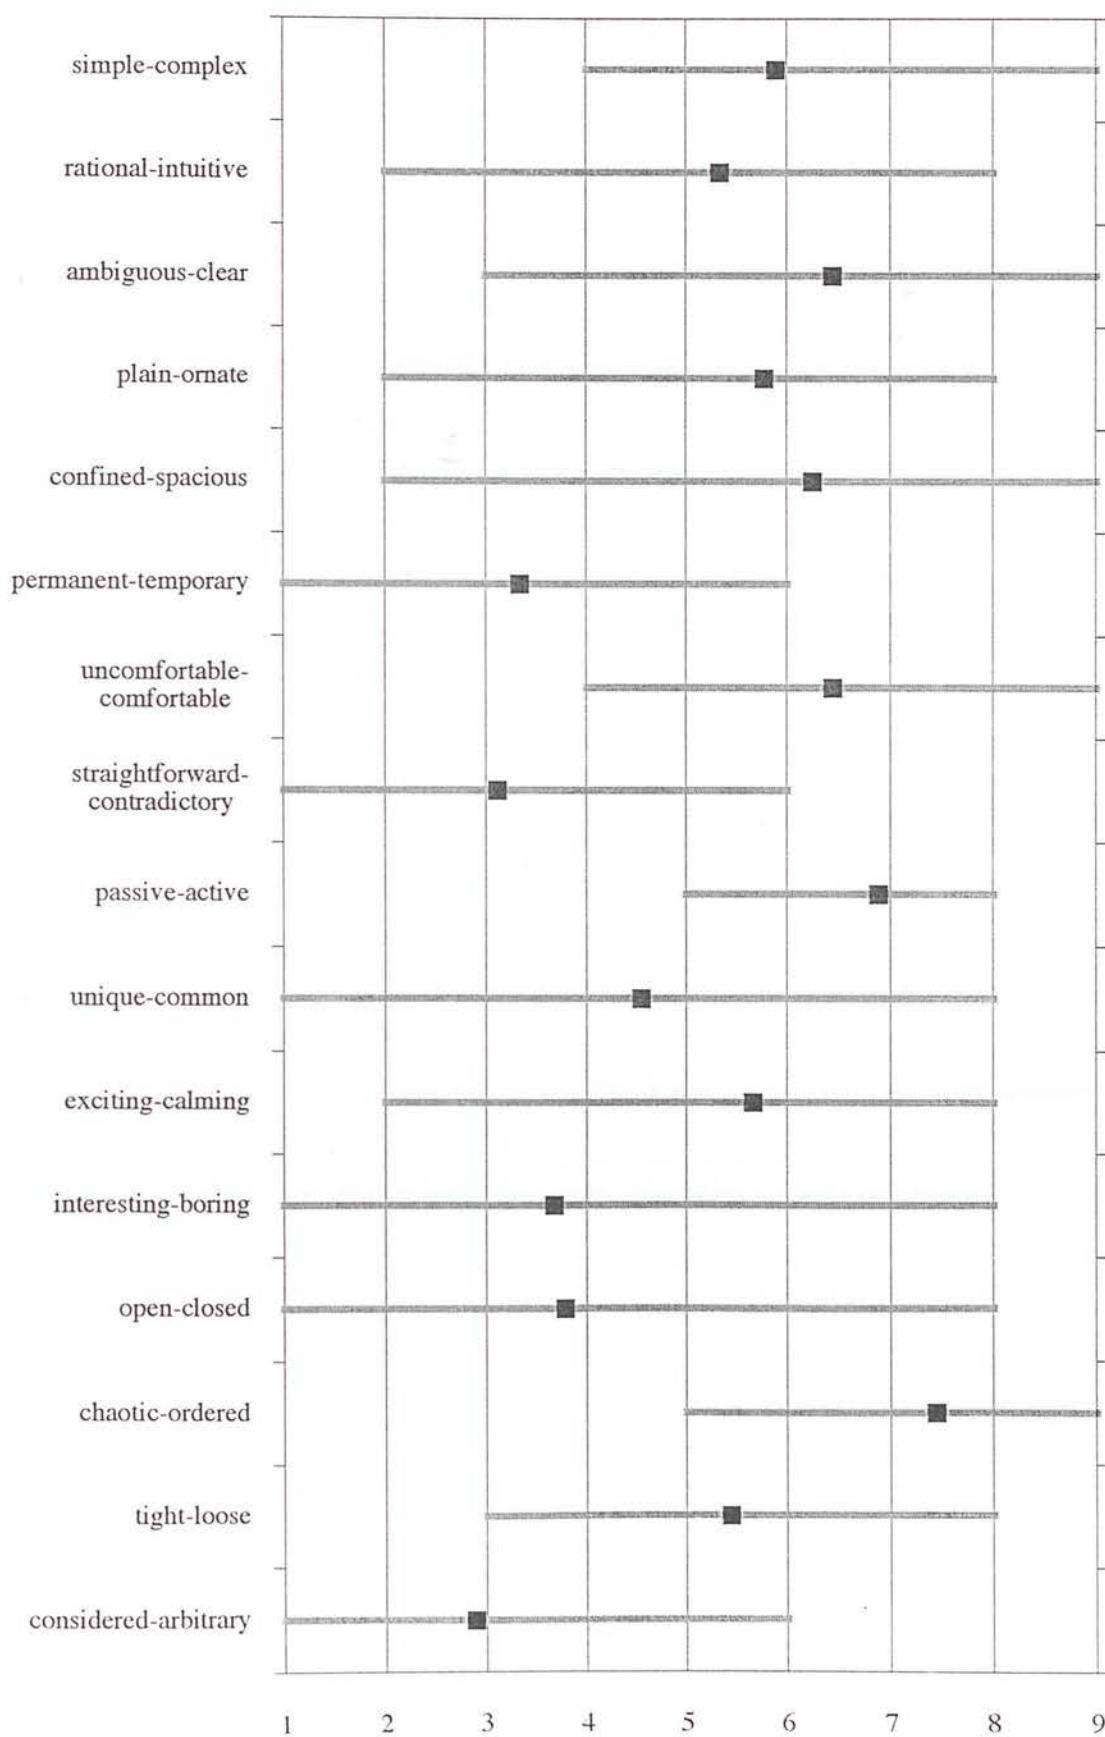 simple-complex
rational-intuitive
ambiguous-clear
plain-ornate
confined-spacious
permanent-temporary
uncomfortable-
comfortable
straightforward-
contradictory
passive-active
unique-common
exciting-calming
interesting-boring
open-closed
chaotic-ordered
tight-loose
considered-arbitrary
1 2 3 4 5 6 7 8 9